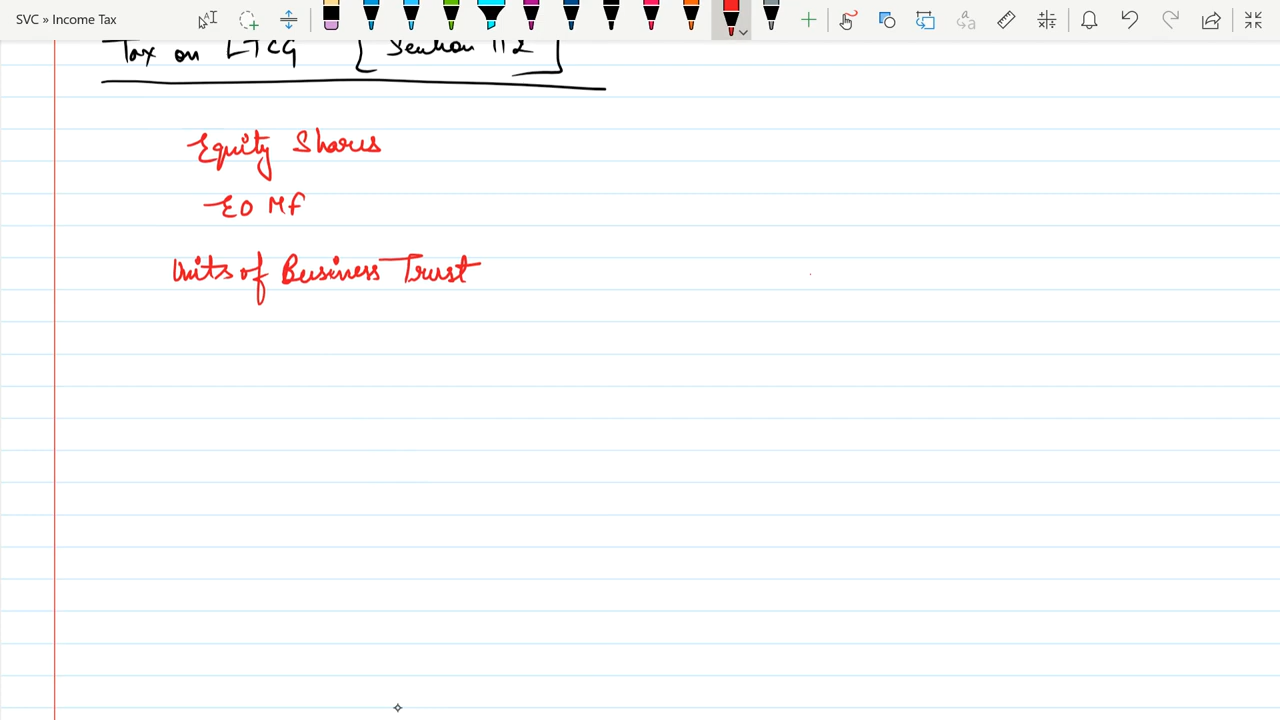 SVC » Income Tax
Tax on LTCG [Section 112]
Equity Shares
EO MF
Units of Business Trust